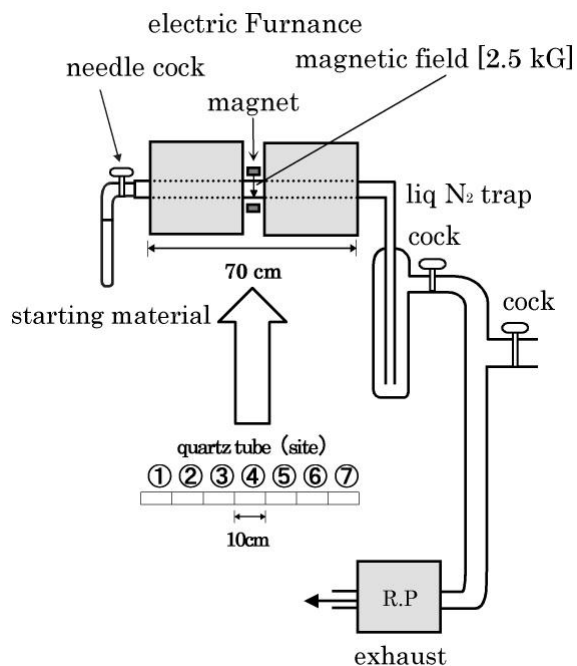 electric Furnance
needle cock
magnetic field [2.5 kG]
magnet
liq N₂ trap
cock
70 cm
cock
starting material
quartz tube (site)
① ② ③ ④ ⑤ ⑥ ⑦
10cm
R.P
exhaust